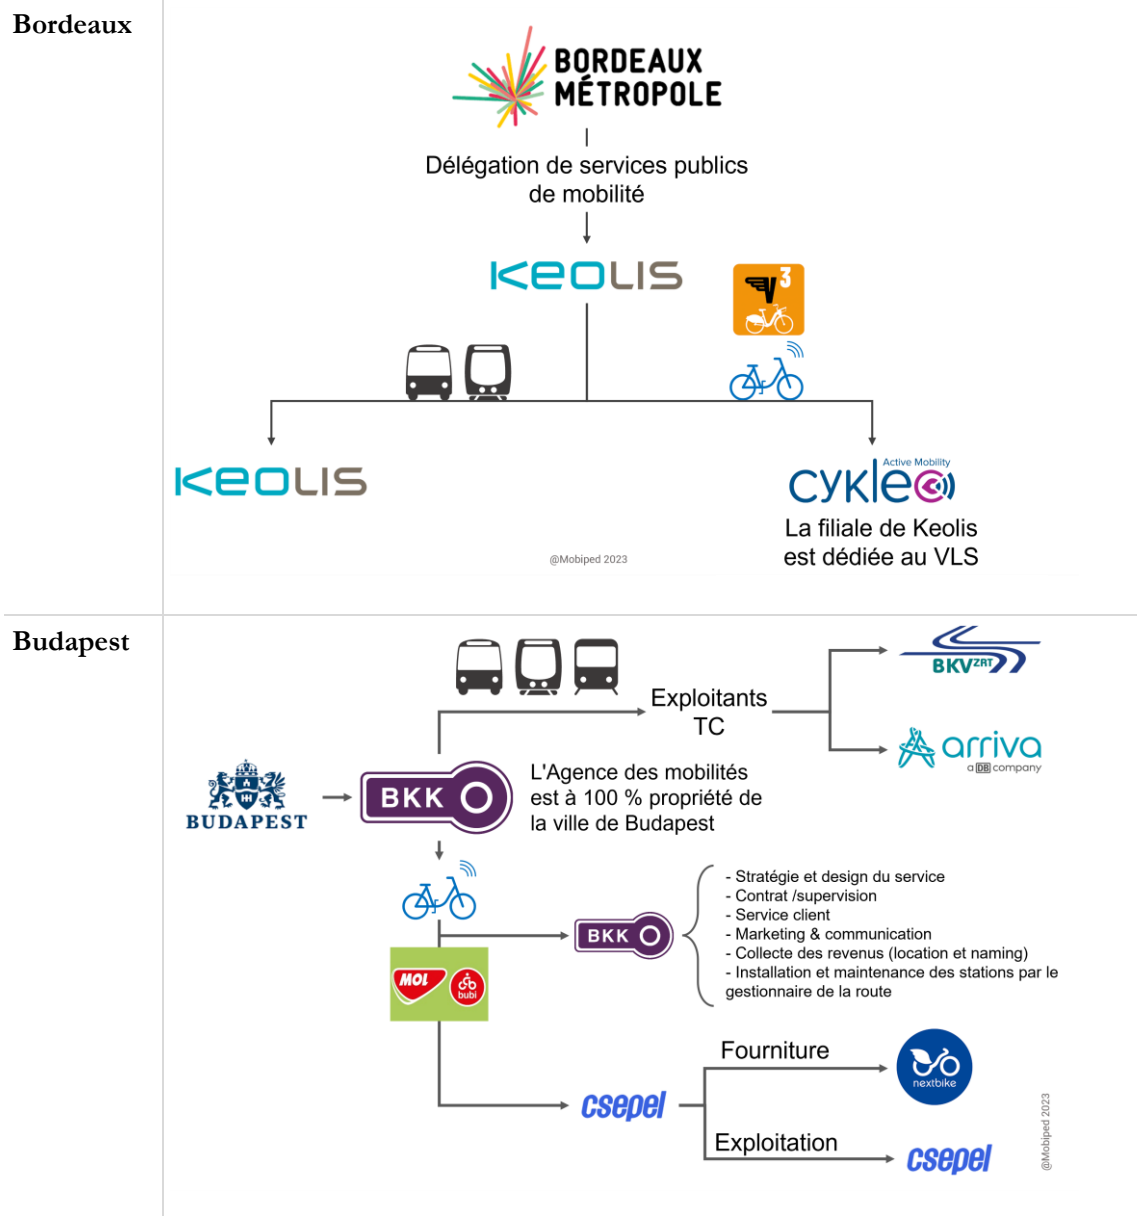 Bordeaux
BORDEAUX
MÉTROPOLE
Délégation de services publics
de mobilité
KEOLIS
3
KEOLIS
Active Mobility
cykleo
La filiale de Keolis
est dédiée au VLS
@Mobiped 2023
Budapest
BKV ZRT
Exploitants
TC
arriva
a DB company
BUDAPEST
BKK
L'Agence des mobilités
est à 100 % propriété de
la ville de Budapest
- Stratégie et design du service
- Contrat /supervision
- Service client
- Marketing & communication
- Collecte des revenus (location et naming)
- Installation et maintenance des stations par le
gestionnaire de la route
BKK
MOL
bubi
Fourniture
nextbike
csepel
Exploitation
csepel
@Mobiped 2023